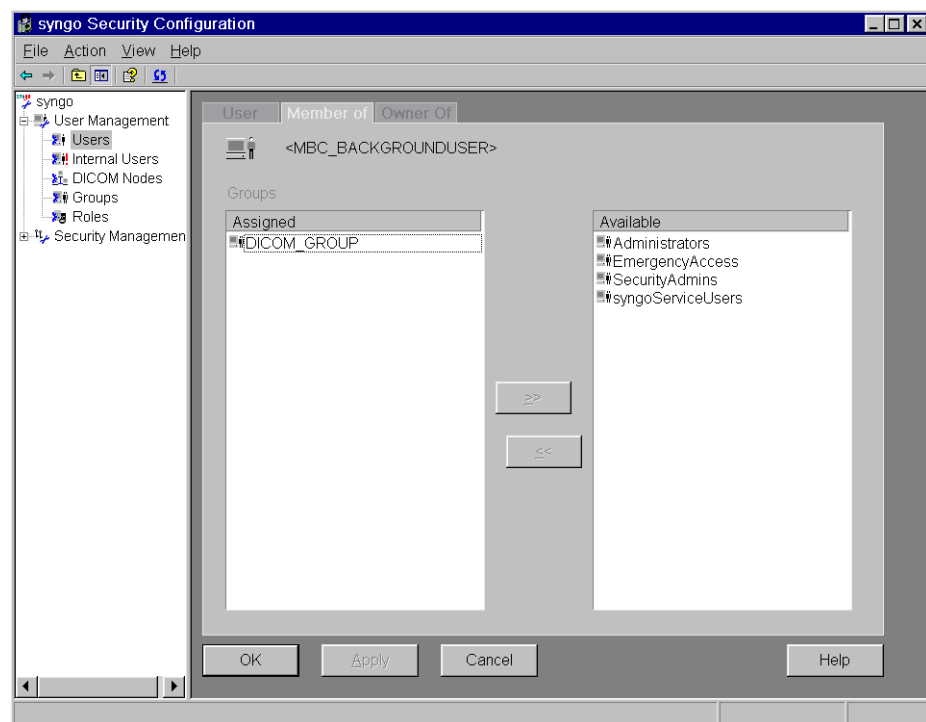 syngo Security Configuration
File Action View Help
syngo
User Management
Users
Internal Users
DICOM Nodes
Groups
Roles
Security Managemen
User Member of Owner Of
<MBC_BACKGROUNDUSER>
Groups
Assigned
DICOM_GROUP
Available
Administrators
EmergencyAccess
SecurityAdmins
syngoServiceUsers
>>
<<
OK Apply Cancel Help